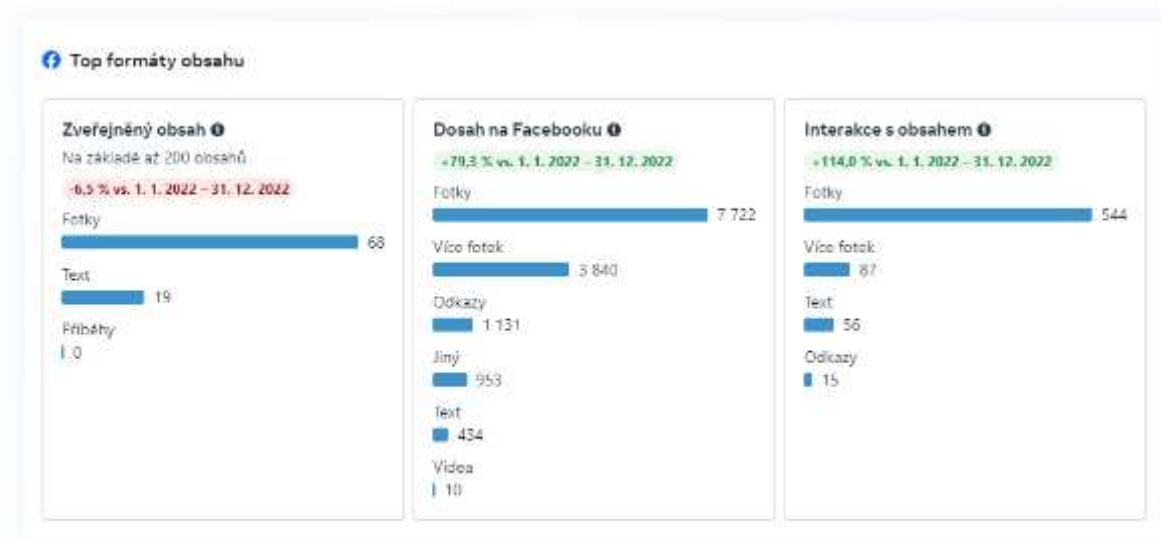 Top formáty obsahu
Zveřejněný obsah
Na základě až 200 obsahů
-6,5 % vs. 1. 1. 2022 – 31. 12. 2022
Fotky
68
Text
19
Příběhy
0
Dosah na Facebooku
+79,3 % vs. 1. 1. 2022 – 31. 12. 2022
Fotky
7 722
Více fotek
3 840
Odkazy
1 131
Jiný
953
Text
434
Videa
10
Interakce s obsahem
+114,0 % vs. 1. 1. 2022 – 31. 12. 2022
Fotky
544
Více fotek
87
Text
56
Odkazy
15